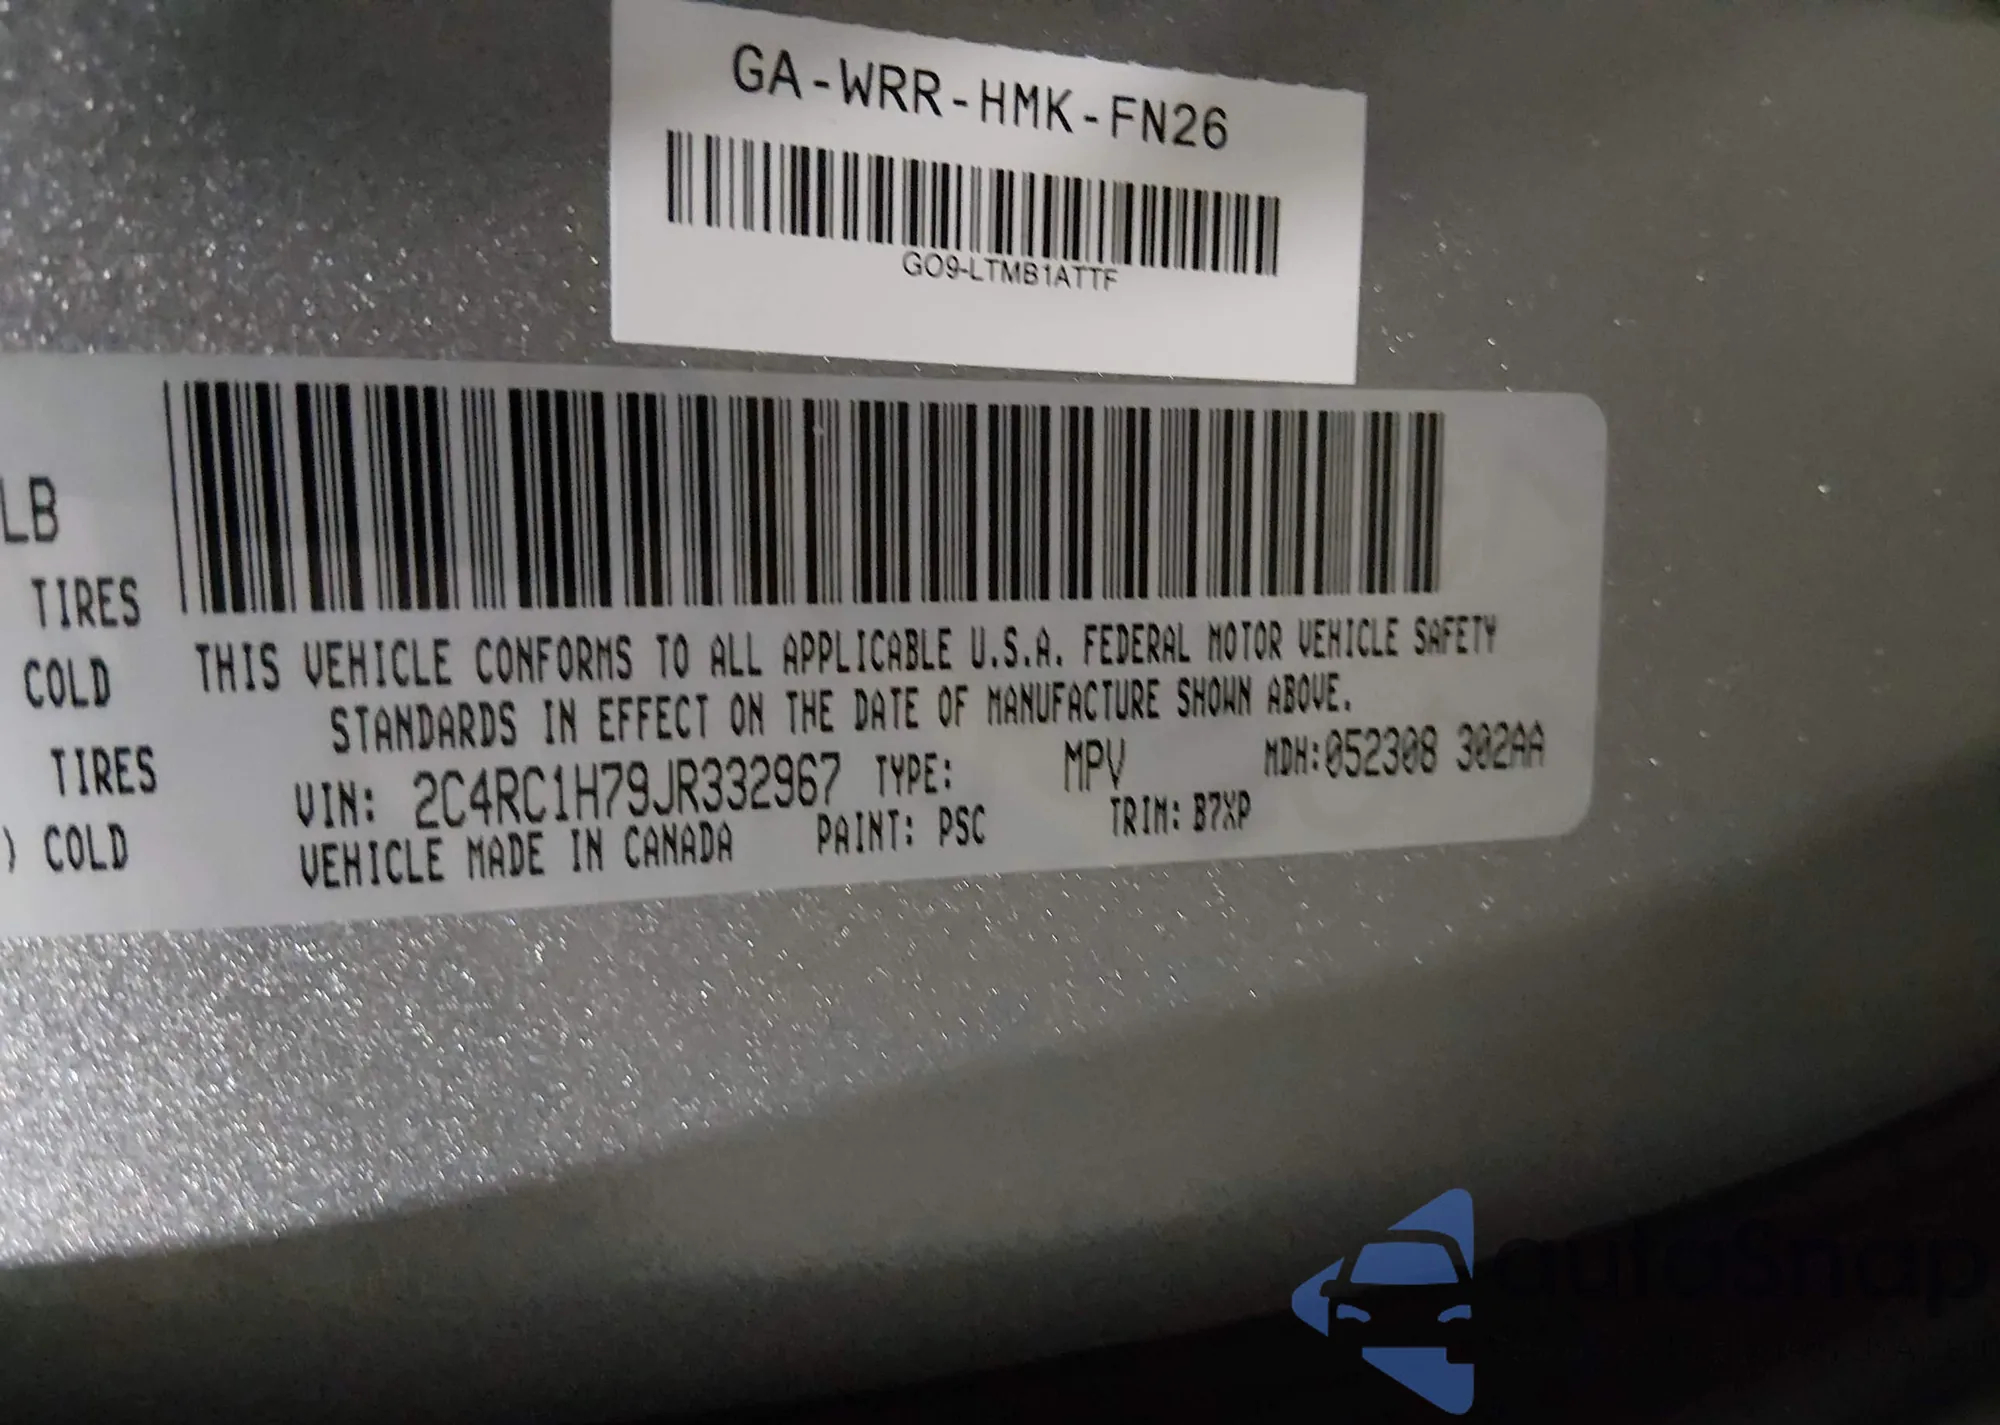 GA-WRR-HMK-FN26
GO9-LTMB1ATTF
LB
TIRES
COLD
TIRES
) COLD
THIS VEHICLE CONFORMS TO ALL APPLICABLE U.S.A. FEDERAL MOTOR VEHICLE SAFETY
STANDARDS IN EFFECT ON THE DATE OF MANUFACTURE SHOWN ABOVE.
VIN: 2C4RC1H79JR332967 TYPE: MPV MDH:052308 302AA
VEHICLE MADE IN CANADA PAINT: PSC TRIM: B7XP
autoSnap